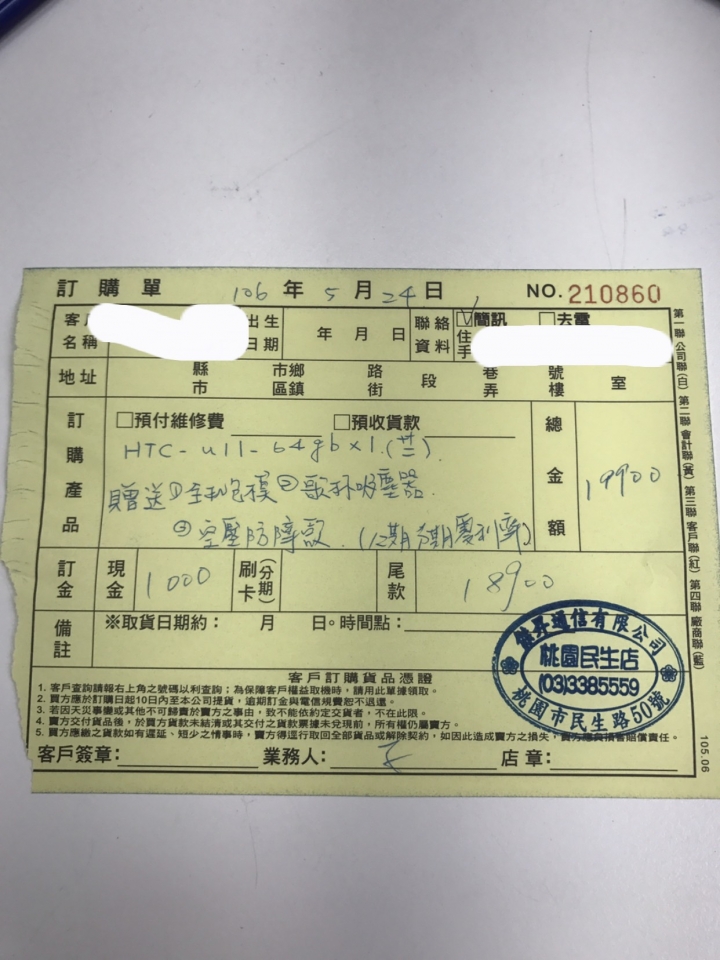 訂購單 106 年 5 月 24 日 NO. 210860
客 出生 年 月 日 聯絡 ☑簡訊 □去電
名稱 日期 資料 住 手
地址 縣市 市鄉區鎮 路街 段 巷弄 號樓 室
訂購產品 □預付維修費 □預收貨款 總金額 19900
HTC-u11-64gb x1.
贈送①全机包膜②歌林吸塵器
③空壓防 (12期分期零利率)
訂金 現金 1000 刷卡(分期) 尾款 18900
備註 ※取貨日期約: 月 日。時間點:
傑昇通信有限公司
桃園民生店
(03)3385559
桃園市民生路50號
客戶訂購貨品憑證
1. 客戶查詢請報右上角之號碼以利查詢;為保障客戶權益取機時,請用此單據領取。
2. 買方應於訂購日起10日內至本公司提貨,逾期訂金與電信規費恕不退還。
3. 若因天災事變或其他不可歸責於賣方之事由,致不能依約定交貨者,不在此限。
4. 賣方交付貨品後,於買方貨款未結清或其交付之貨款票據未兌現前,所有權仍屬賣方。
5. 買方應繳之貨款如有遲延、短少之情事時,賣方得逕行取回全部貨品或解除契約,如因此造成賣方之損失,買方應負損害賠償責任。
客戶簽章: 業務人: 店章:
第一聯 公司聯(白) 第二聯 會計聯(黃) 第三聯 客戶聯(紅) 第四聯 廠商聯(藍)
105.06